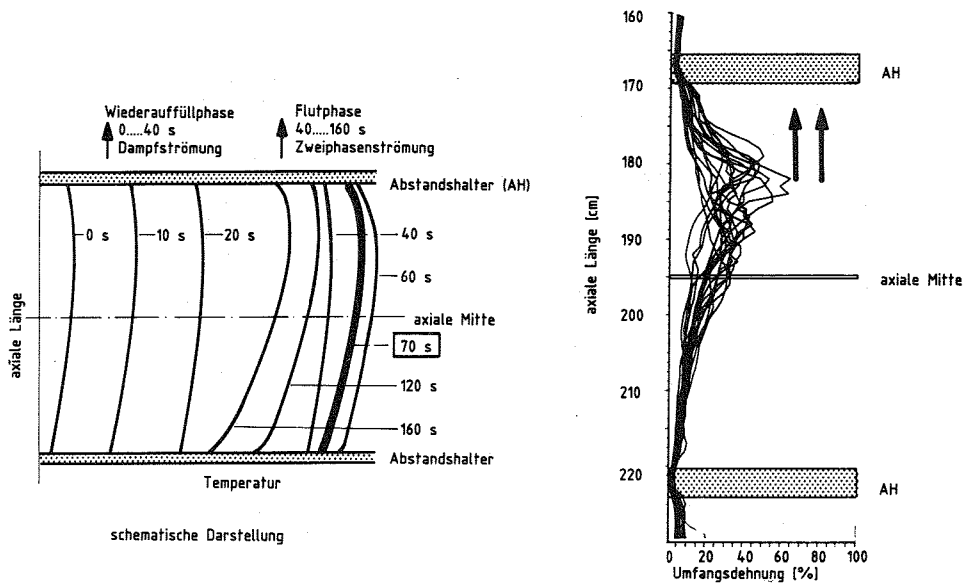 Wiederauffüllphase
0.....40 s
Dampfströmung
Flutphase
40.....160 s
Zweiphasenströmung
Abstandshalter (AH)
0 s
10 s
20 s
40 s
60 s
axiale Mitte
70 s
120 s
160 s
Abstandshalter
axiale Länge
Temperatur
schematische Darstellung
160
170
180
190
200
210
220
axiale Länge [cm]
AH
axiale Mitte
AH
0 20 40 60 80 100
Umfangsdehnung [%]